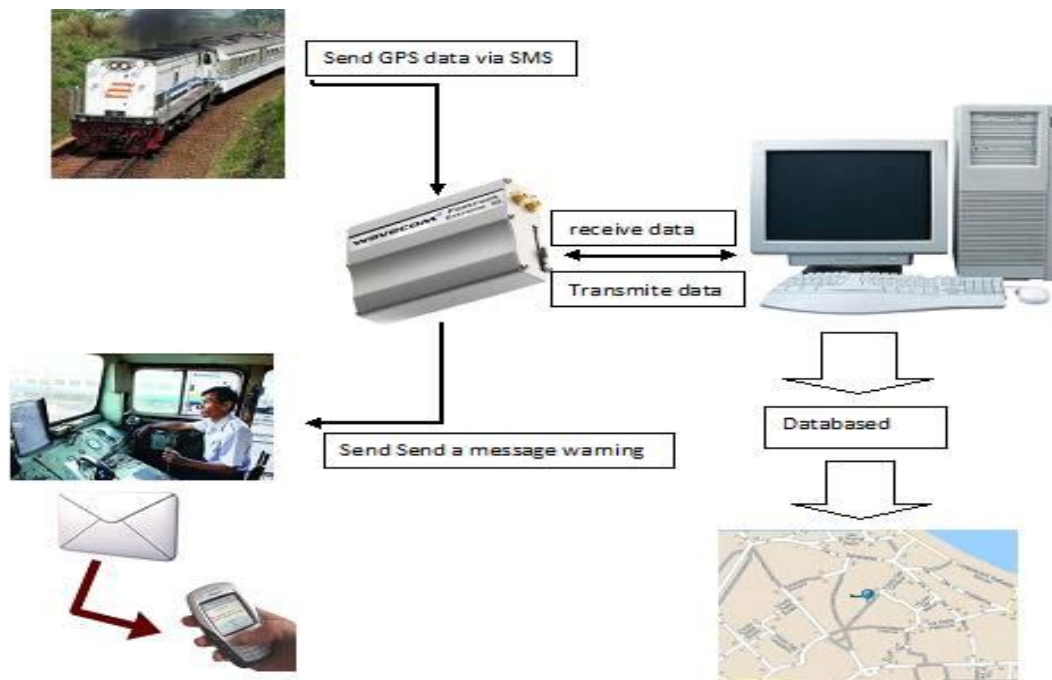 Send GPS data via SMS
wavecom
receive data
Transmite data
Send Send a message warning
Databased